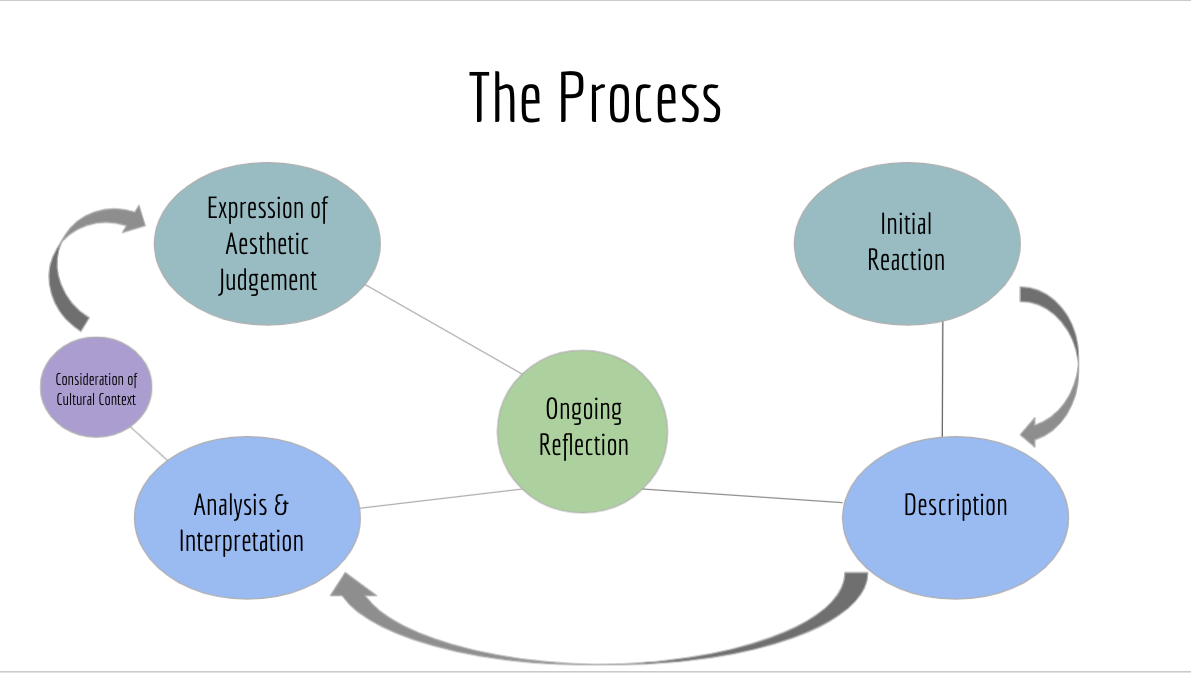 The Process
Expression of
Aesthetic
Judgement
Initial
Reaction
Consideration of
Cultural Context
Ongoing
Reflection
Analysis &
Interpretation
Description